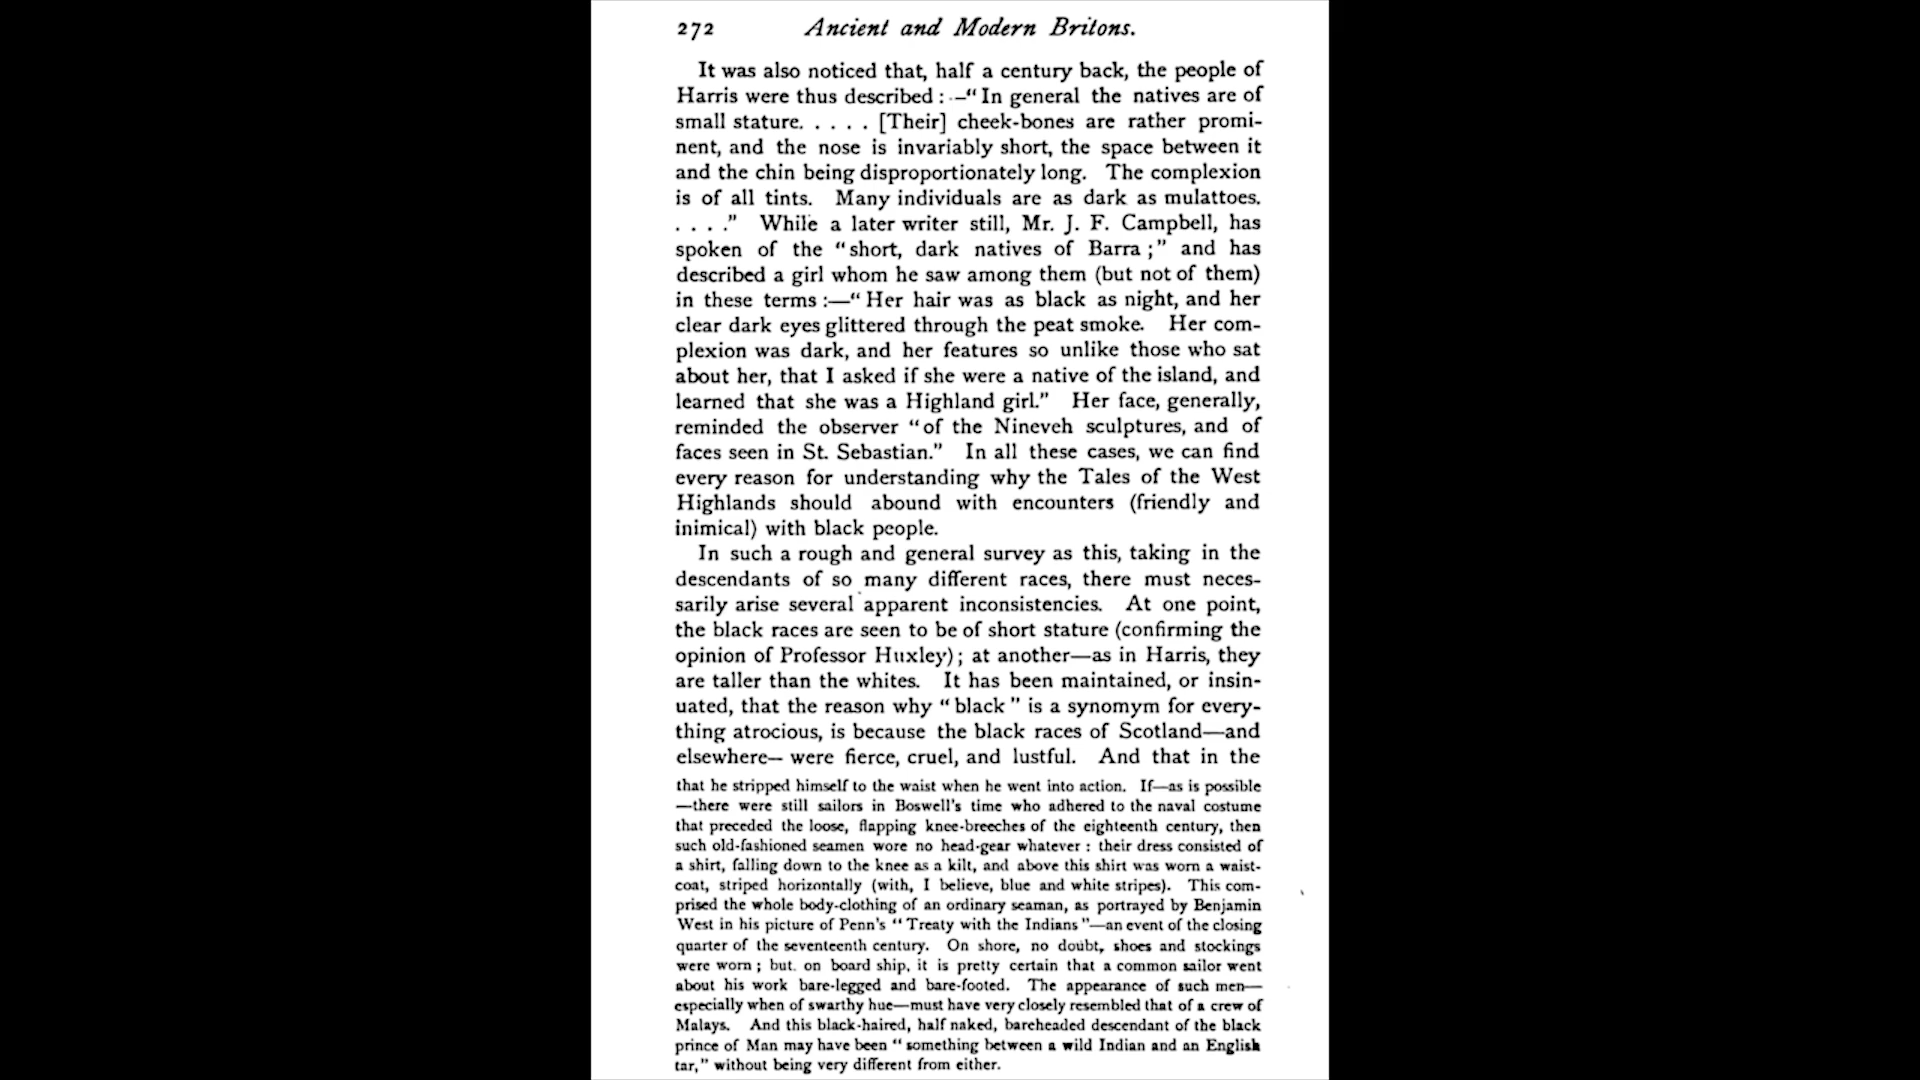 272 Ancient and Modern Britons.
It was also noticed that, half a century back, the people of
Harris were thus described : -–“ In general the natives are of
small stature. . . . . [Their] cheek-bones are rather promi-
nent, and the nose is invariably short, the space between it
and the chin being disproportionately long. The complexion
is of all tints. Many individuals are as dark as mulattoes.
. . . .” While a later writer still, Mr. J. F. Campbell, has
spoken of the “short, dark natives of Barra ;” and has
described a girl whom he saw among them (but not of them)
in these terms :—“ Her hair was as black as night, and her
clear dark eyes glittered through the peat smoke. Her com-
plexion was dark, and her features so unlike those who sat
about her, that I asked if she were a native of the island, and
learned that she was a Highland girl.” Her face, generally,
reminded the observer “of the Nineveh sculptures, and of
faces seen in St. Sebastian.” In all these cases, we can find
every reason for understanding why the Tales of the West
Highlands should abound with encounters (friendly and
inimical) with black people.
In such a rough and general survey as this, taking in the
descendants of so many different races, there must neces-
sarily arise several apparent inconsistencies. At one point,
the black races are seen to be of short stature (confirming the
opinion of Professor Huxley) ; at another—as in Harris, they
are taller than the whites. It has been maintained, or insin-
uated, that the reason why “ black ” is a synomym for every-
thing atrocious, is because the black races of Scotland—and
elsewhere— were fierce, cruel, and lustful. And that in the
that he stripped himself to the waist when he went into action. If—as is possible
—there were still sailors in Boswell’s time who adhered to the naval costume
that preceded the loose, flapping knee-breeches of the eighteenth century, then
such old-fashioned seamen wore no head-gear whatever : their dress consisted of
a shirt, falling down to the knee as a kilt, and above this shirt was worn a waist-
coat, striped horizontally (with, I believe, blue and white stripes). This com-
prised the whole body-clothing of an ordinary seaman, as portrayed by Benjamin
West in his picture of Penn’s “ Treaty with the Indians ”—an event of the closing
quarter of the seventeenth century. On shore, no doubt, shoes and stockings
were worn ; but. on board ship, it is pretty certain that a common sailor went
about his work bare-legged and bare-footed. The appearance of such men—
especially when of swarthy hue—must have very closely resembled that of a crew of
Malays. And this black-haired, half naked, bareheaded descendant of the black
prince of Man may have been “ something between a wild Indian and an English
tar,” without being very different from either.